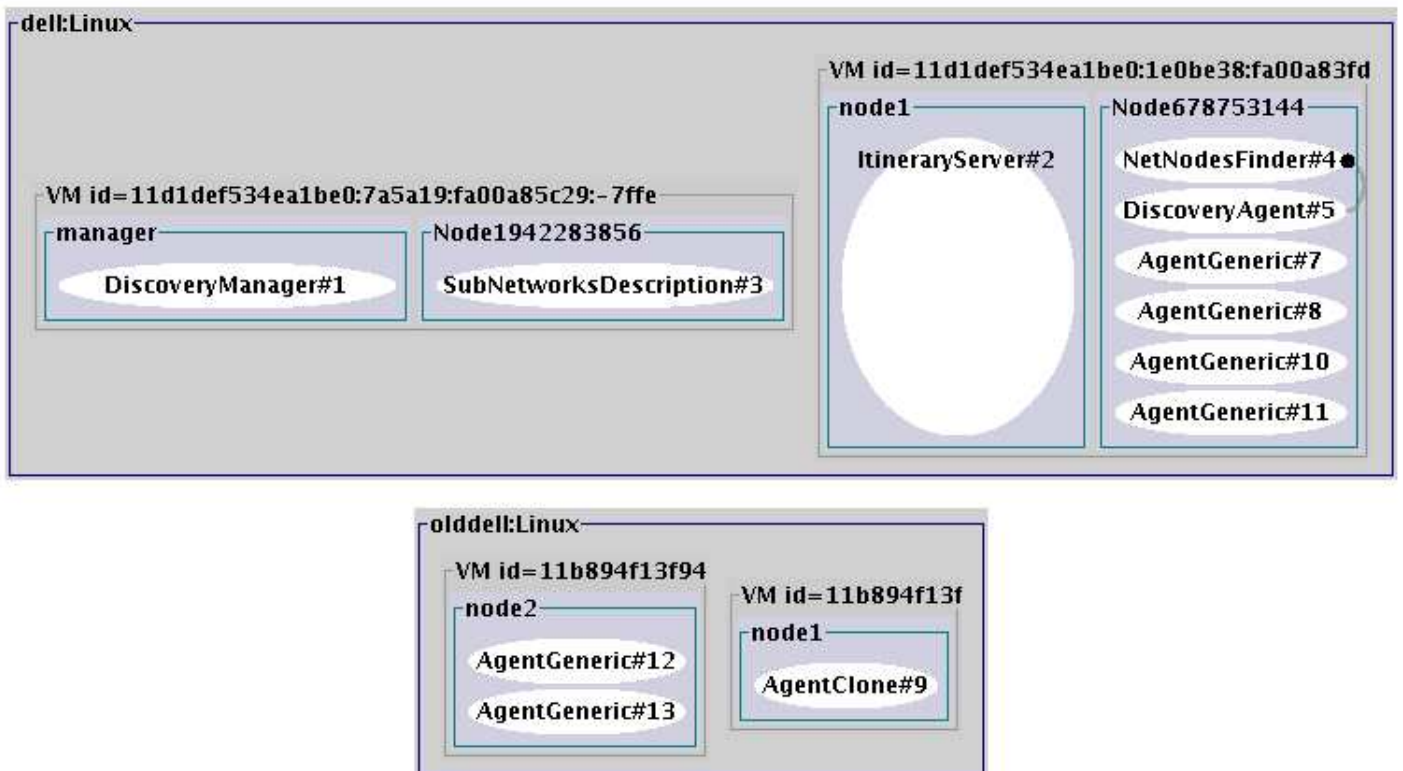 dell:Linux
VM id=11d1def534ea1be0:1e0be38:fa00a83fd
node1
Node678753144
ItineraryServer#2
NetNodesFinder#4
DiscoveryAgent#5
AgentGeneric#7
AgentGeneric#8
AgentGeneric#10
AgentGeneric#11
VM id=11d1def534ea1be0:7a5a19:fa00a85c29:-7ffe
manager
Node1942283856
DiscoveryManager#1
SubNetworksDescription#3
olddell:Linux
VM id=11b894f13f94
node2
AgentGeneric#12
AgentGeneric#13
VM id=11b894f13f
node1
AgentClone#9